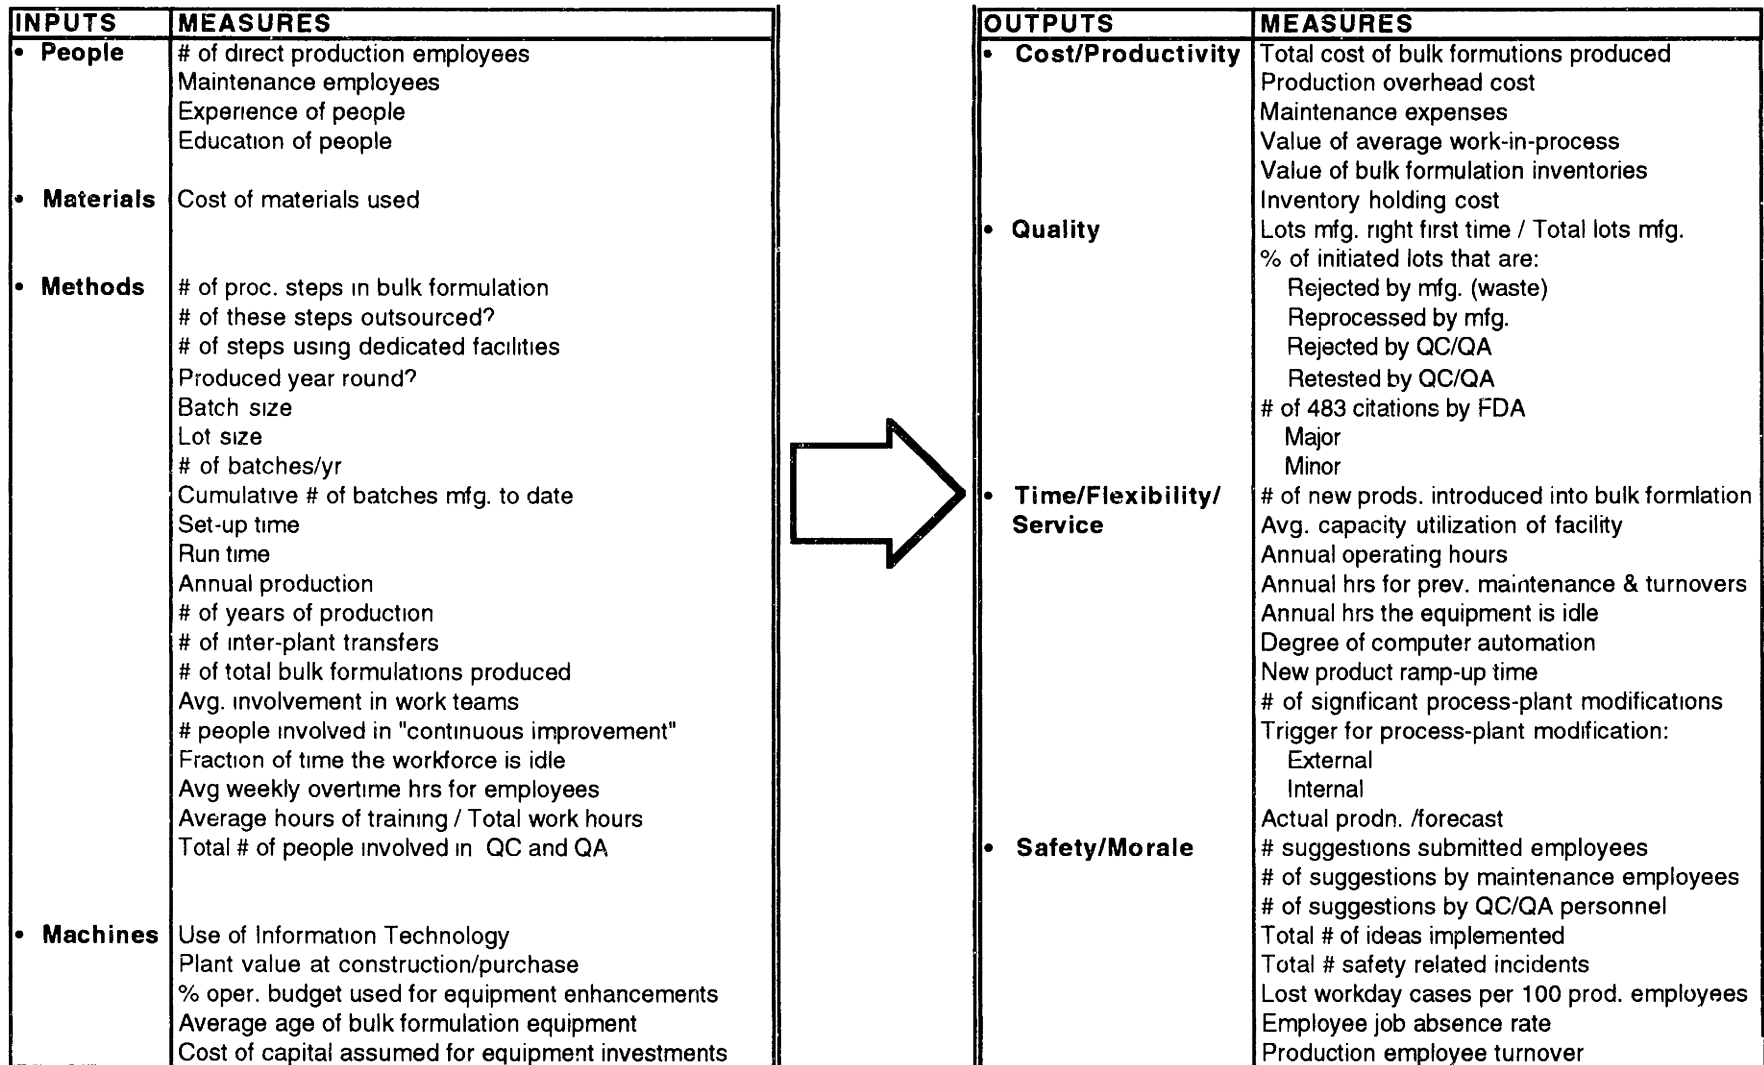 INPUTS MEASURES
• People # of direct production employees
Maintenance employees
Experience of people
Education of people
• Materials Cost of materials used
• Methods # of proc. steps in bulk formulation
# of these steps outsourced?
# of steps using dedicated facilities
Produced year round?
Batch size
Lot size
# of batches/yr
Cumulative # of batches mfg. to date
Set-up time
Run time
Annual production
# of years of production
# of inter-plant transfers
# of total bulk formulations produced
Avg. involvement in work teams
# people involved in "continuous improvement"
Fraction of time the workforce is idle
Avg weekly overtime hrs for employees
Average hours of training / Total work hours
Total # of people involved in QC and QA
• Machines Use of Information Technology
Plant value at construction/purchase
% oper. budget used for equipment enhancements
Average age of bulk formulation equipment
Cost of capital assumed for equipment investments
OUTPUTS MEASURES
• Cost/Productivity Total cost of bulk formutions produced
Production overhead cost
Maintenance expenses
Value of average work-in-process
Value of bulk formulation inventories
Inventory holding cost
• Quality Lots mfg. right first time / Total lots mfg.
% of initiated lots that are:
Rejected by mfg. (waste)
Reprocessed by mfg.
Rejected by QC/QA
Retested by QC/QA
# of 483 citations by FDA
Major
Minor
• Time/Flexibility/ # of new prods. introduced into bulk formlation
Service Avg. capacity utilization of facility
Annual operating hours
Annual hrs for prev. maintenance & turnovers
Annual hrs the equipment is idle
Degree of computer automation
New product ramp-up time
# of significant process-plant modifications
Trigger for process-plant modification:
External
Internal
Actual prodn. /forecast
• Safety/Morale # suggestions submitted employees
# of suggestions by maintenance employees
# of suggestions by QC/QA personnel
Total # of ideas implemented
Total # safety related incidents
Lost workday cases per 100 prod. employees
Employee job absence rate
Production employee turnover